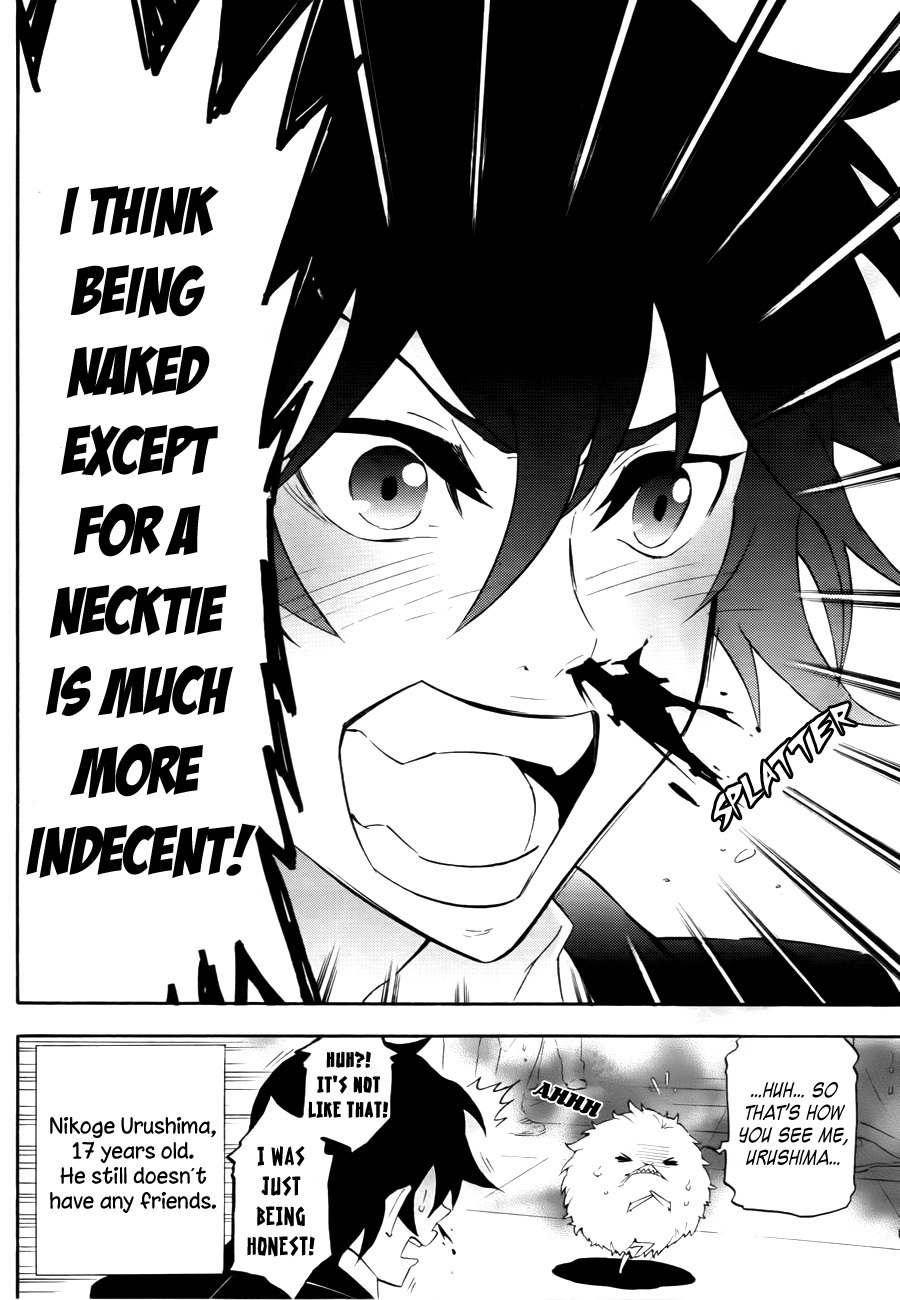 I THINK
BEING
NAKED
EXCEPT
FOR A
NECKTIE
IS MUCH
MORE
INDECENT!
SPLATTER
...HUH... SO
THAT'S HOW
YOU SEE ME,
URUSHIMA...
AHHH
HUH?!
IT'S NOT
LIKE THAT!
I WAS
JUST
BEING
HONEST!
Nikoge Urushima,
17 years old.
He still doesn't
have any friends.